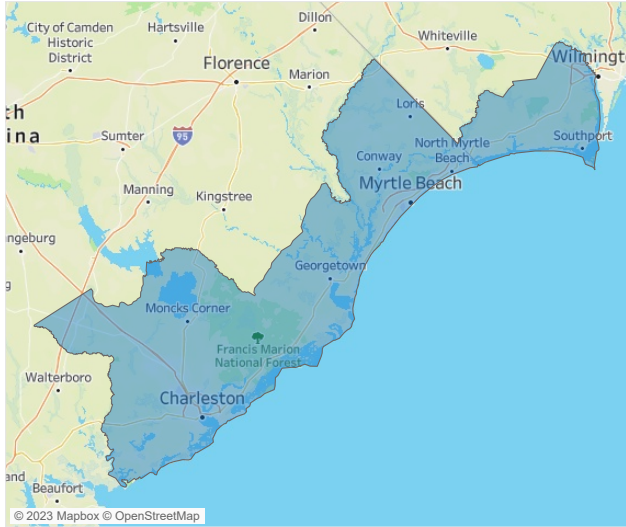 Dillon
City of Camden
Historic
District
Hartsville
Whiteville
Wilmingt
Florence
Marion
th
ina
Loris
95
Sumter
North Myrtle
Beach
Southport
Conway
Manning
Myrtle Beach
Kingstree
ngeburg
Georgetown
g
Moncks Corner
Francis Marion
National Forest
Walterboro
Charleston
and
Beaufort
© 2023 Mapbox © OpenStreetMap